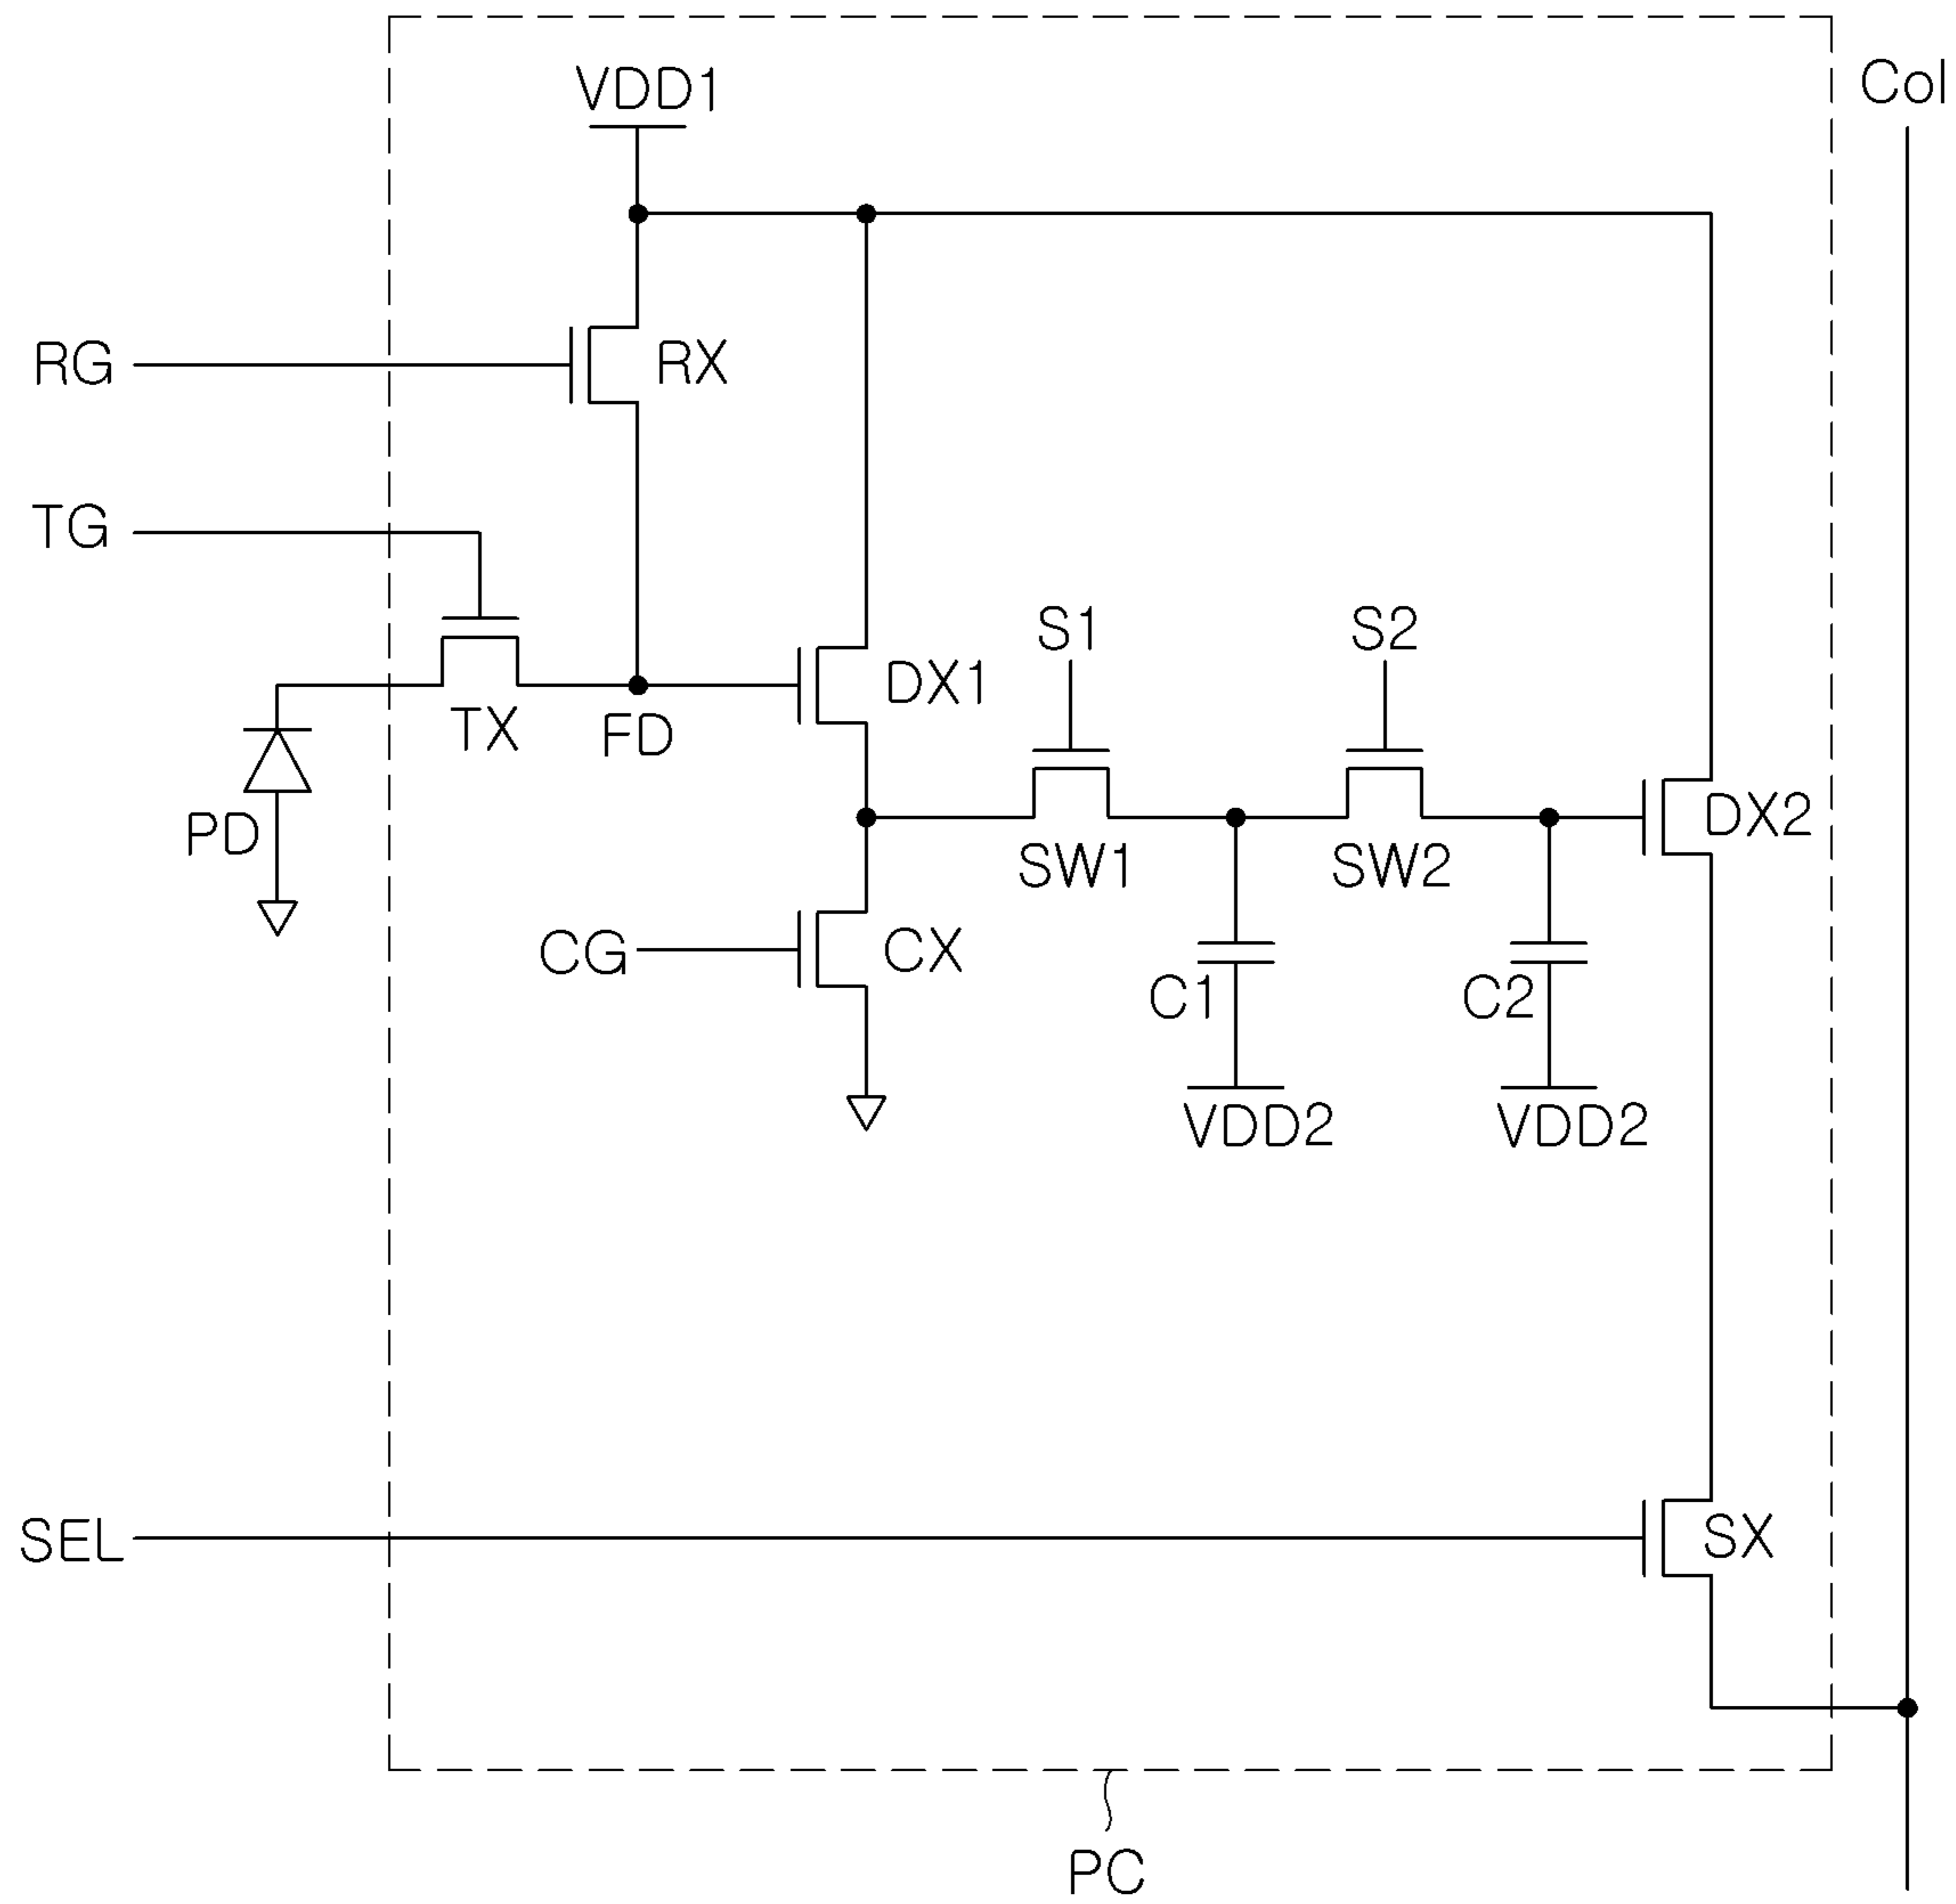 VDD1
Col
RG
RX
TG
S1
S2
DX1
TX
FD
PD
DX2
SW1
SW2
CG
CX
C1
C2
VDD2
VDD2
SEL
SX
PC